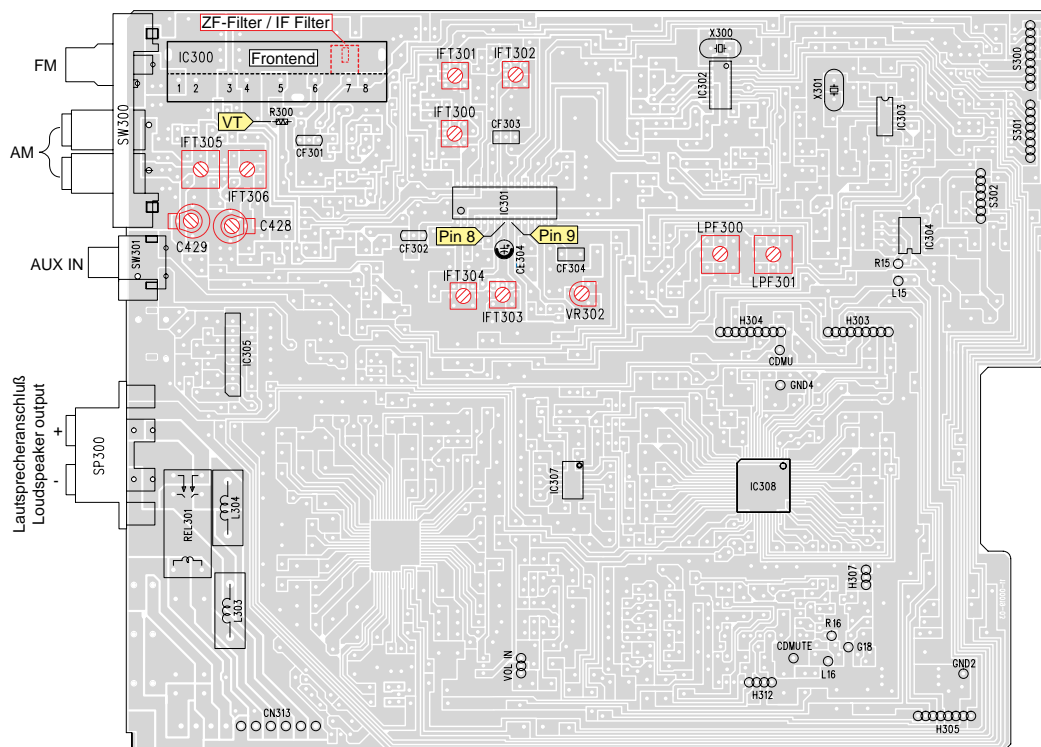 ZF-Filter / IF Filter
FM
IC300
Frontend
1 2 3 4 5 6 7 8
SW300
VT
R300
CF301
IFT301
IFT302
IFT300
CF303
X300
IC302
X301
IC303
S300
S301
S302
AM
IFT305
IFT306
C429
C428
IC301
CF302
Pin 8
Pin 9
CE304
CF304
LPF300
LPF301
IC304
R15
L15
AUX IN
SW301
IFT304
IFT303
VR302
H304
H303
CDMU
GND4
IC305
Lautsprecheranschluß
Loudspeaker output
+
-
SP300
REL301
L304
L303
IC307
IC308
H307
R16
G18
CDMUTE
L16
VOL IN
H312
GND2
H305
CN313